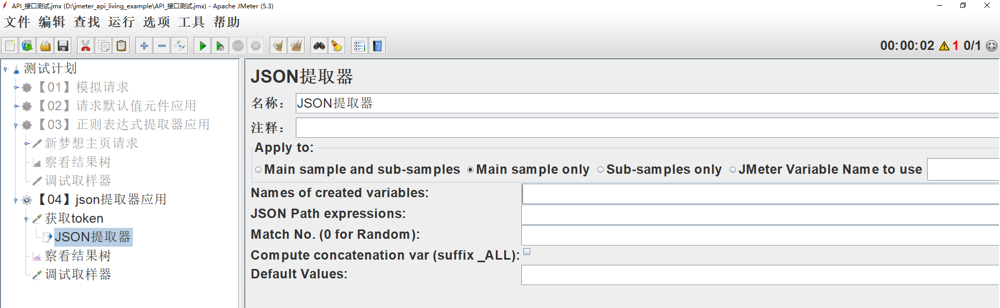 API_接口测试.jmx (D:\jmeter_api_living_example\API_接口测试.jmx) - Apache JMeter (5.3)
文件 编辑 查找 运行 选项 工具 帮助
00:00:02 1 0/1
测试计划
【01】模拟请求
【02】请求默认值元件应用
【03】正则表达式提取器应用
新梦想主页请求
察看结果树
调试取样器
【04】json提取器应用
获取token
JSON提取器
察看结果树
调试取样器
JSON提取器
名称： JSON提取器
注释：
Apply to:
Main sample and sub-samples Main sample only Sub-samples only JMeter Variable Name to use
Names of created variables:
JSON Path expressions:
Match No. (0 for Random):
Compute concatenation var (suffix _ALL):
Default Values: